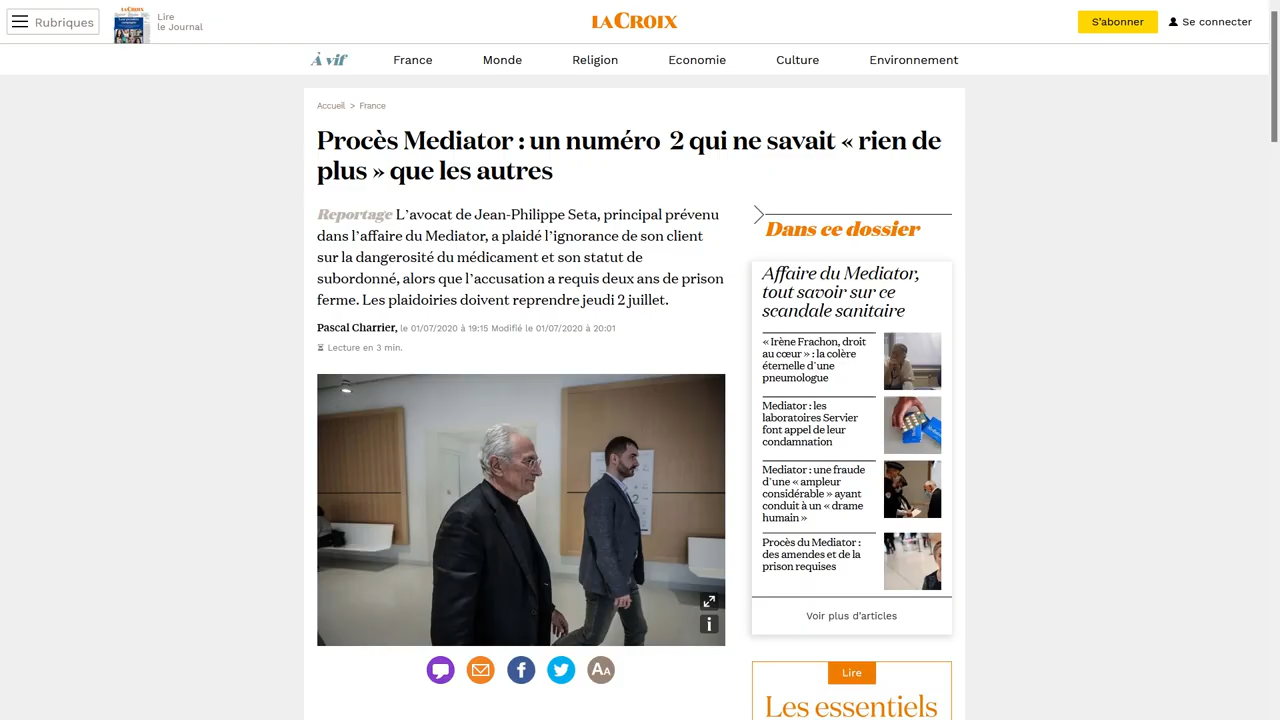 Rubriques
Lire
le Journal
LA CROIX
S'abonner
Se connecter
À vif
France
Monde
Religion
Economie
Culture
Environnement
Accueil > France
Procès Mediator : un numéro 2 qui ne savait « rien de
plus » que les autres
Reportage L'avocat de Jean-Philippe Seta, principal prévenu
dans l'affaire du Mediator, a plaidé l'ignorance de son client
sur la dangerosité du médicament et son statut de
subordonné, alors que l'accusation a requis deux ans de prison
ferme. Les plaidoiries doivent reprendre jeudi 2 juillet.
Pascal Charrier, le 01/07/2020 à 19:15 Modifié le 01/07/2020 à 20:01
Lecture en 3 min.
2
i
f
AA
Dans ce dossier
Affaire du Mediator,
tout savoir sur ce
scandale sanitaire
« Irène Frachon, droit
au cœur » : la colère
éternelle d'une
pneumologue
Mediator : les
laboratoires Servier
font appel de leur
condamnation
Mediator : une fraude
d'une « ampleur
considérable » ayant
conduit à un « drame
humain »
Procès du Mediator :
des amendes et de la
prison requises
Voir plus d'articles
Lire
Les essentiels